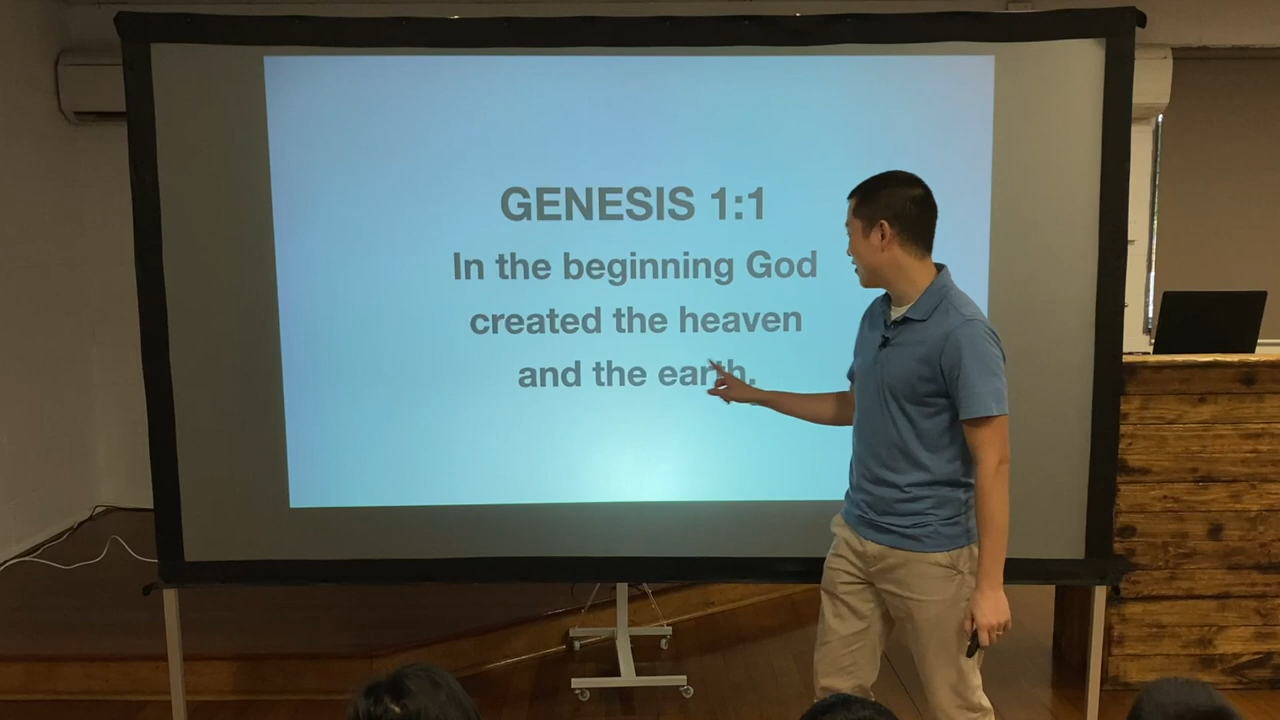 GENESIS 1:1
In the beginning God
created the heaven
and the earth.